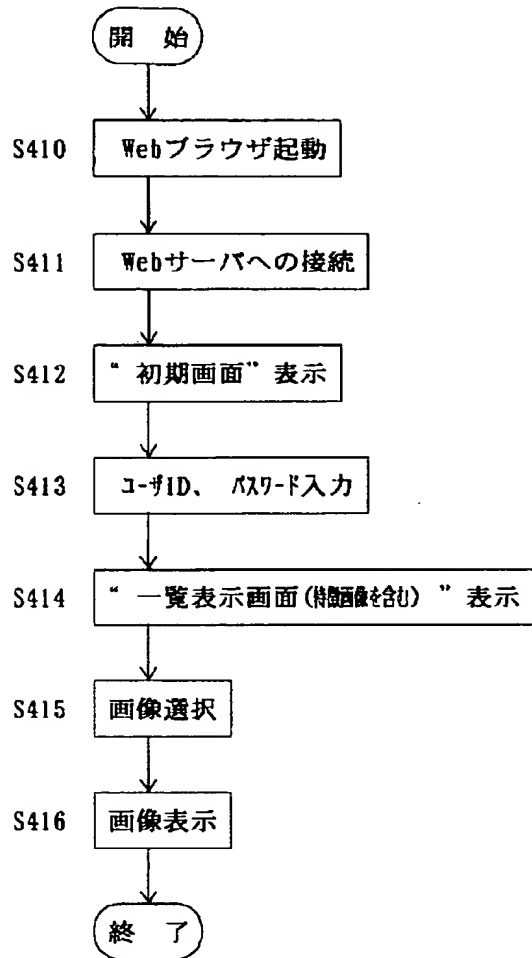 開 始
S410 Webブラウザ起動
S411 Webサーバへの接続
S412 “初期画面”表示
S413 ユーザID、 パスワード入力
S414 “一覧表示画面(画像を含む)”表示
S415 画像選択
S416 画像表示
終 了